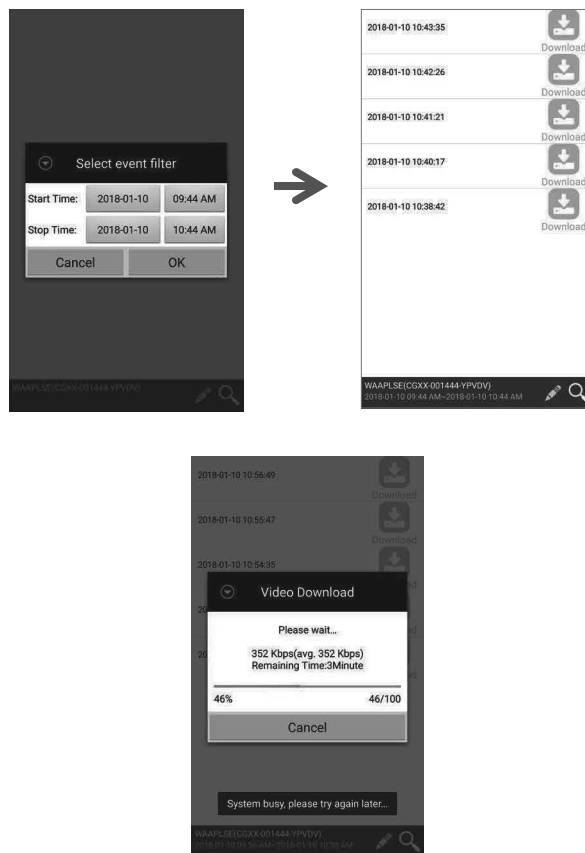 Select event filter
Start Time: 2018-01-10 09:44 AM
Stop Time: 2018-01-10 10:44 AM
Cancel OK
WAAPLSE(CGXX-001444-YPVDV)
2018-01-10 10:43:35
Download
2018-01-10 10:42:26
Download
2018-01-10 10:41:21
Download
2018-01-10 10:40:17
Download
2018-01-10 10:38:42
Download
WAAPLSE(CGXX-001444-YPVDV)
2018-01-10 09:44 AM~2018-01-10 10:44 AM
2018-01-10 10:56:49
Download
2018-01-10 10:55:47
Download
2018-01-10 10:54:35
Video Download
Please wait...
352 Kbps(avg. 352 Kbps)
Remaining Time:3Minute
46% 46/100
Cancel
System busy, please try again later...
WAAPLSE(CGXX-001444-YPVDV)